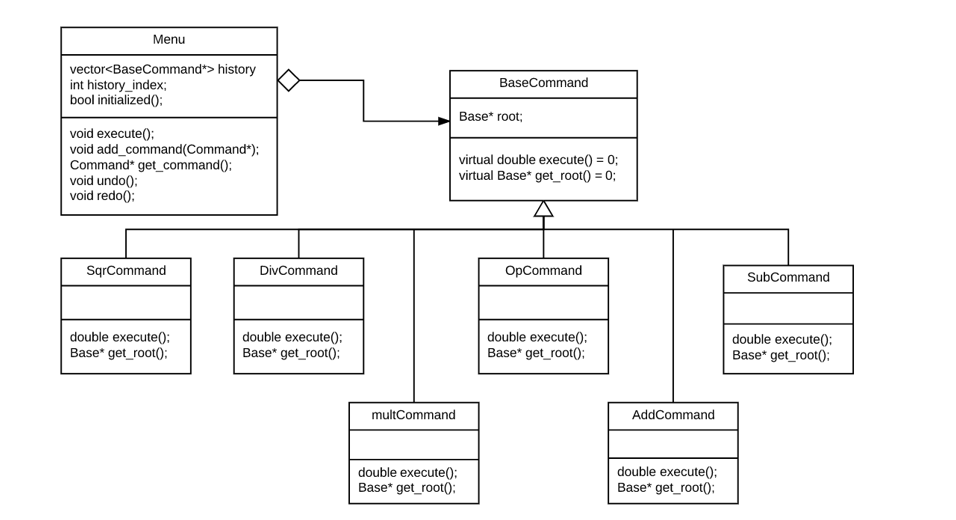 Menu
vector<BaseCommand*> history
int history_index;
bool initialized();
void execute();
void add_command(Command*);
Command* get_command();
void undo();
void redo();
BaseCommand
Base* root;
virtual double execute() = 0;
virtual Base* get_root() = 0;
SqrCommand
double execute();
Base* get_root();
DivCommand
double execute();
Base* get_root();
OpCommand
double execute();
Base* get_root();
SubCommand
double execute();
Base* get_root();
multCommand
double execute();
Base* get_root();
AddCommand
double execute();
Base* get_root();